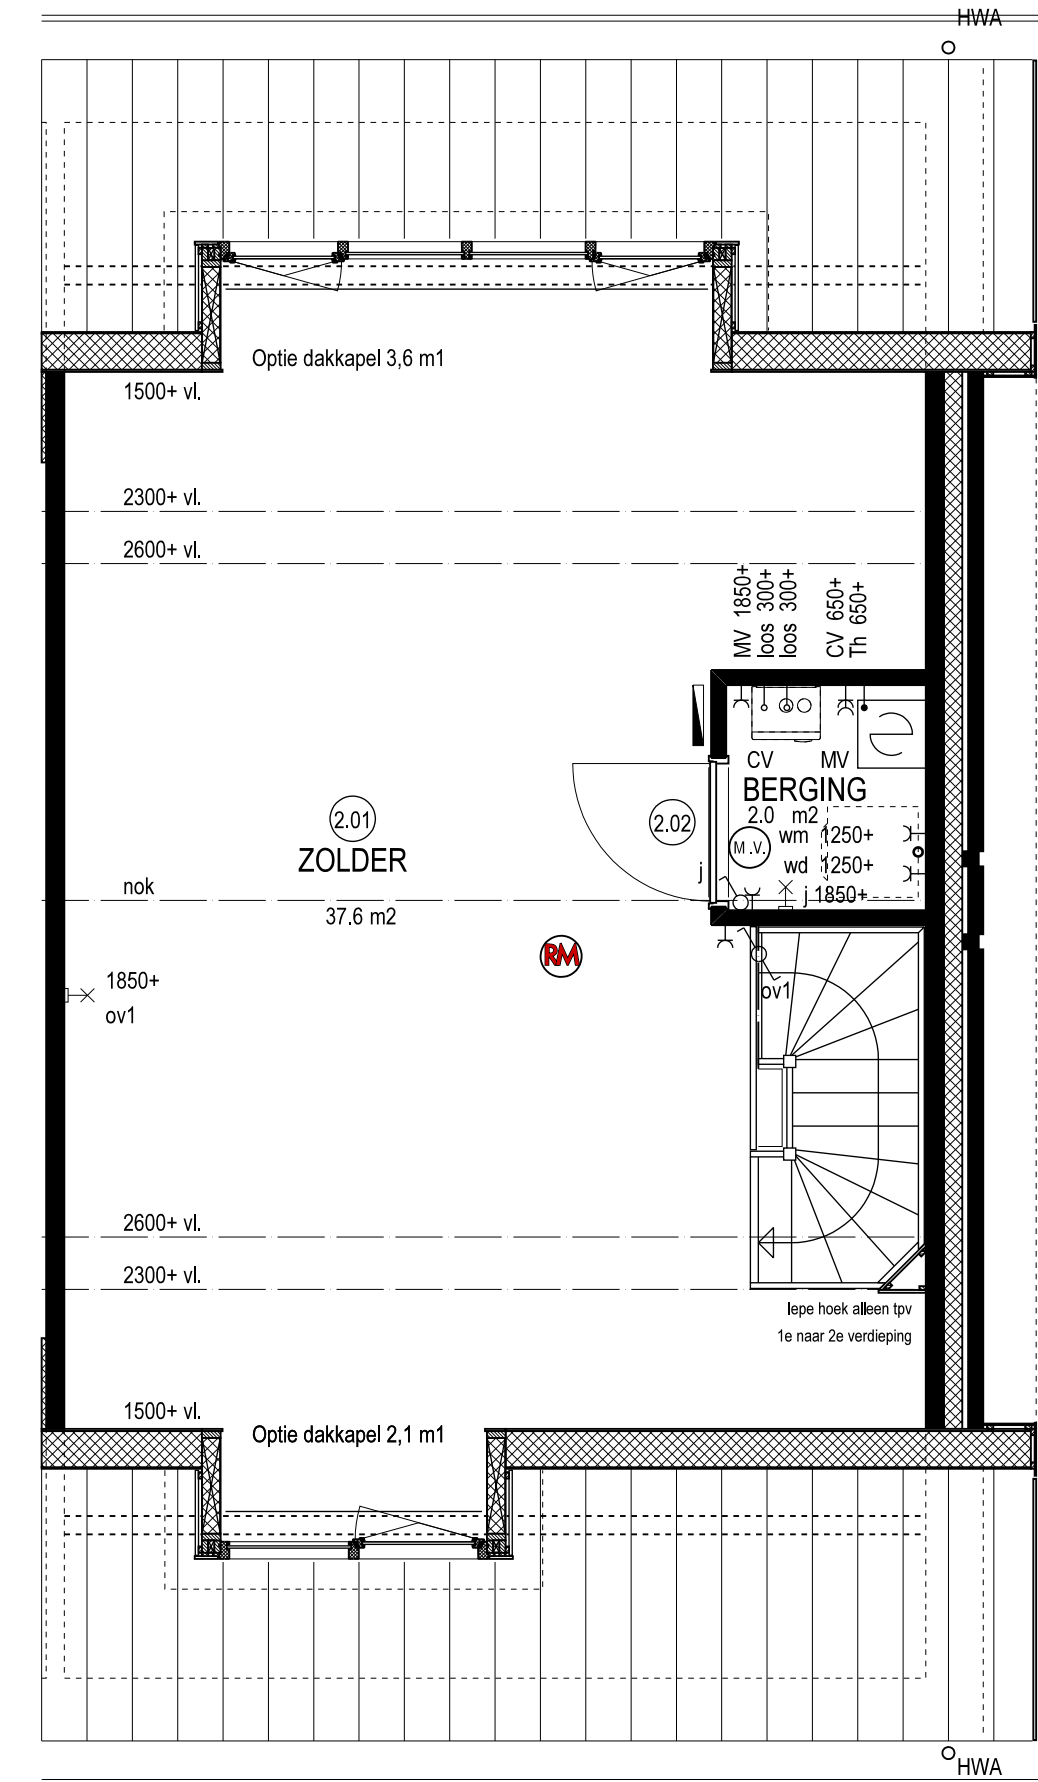 HWA
Optie dakkapel 3,6 m1
1500+ vl.
2300+ vl.
2600+ vl.
MV 1850+
loos 300+
loos 300+
CV 650+
Th 650+
CV MV
BERGING
2.0 m2
2.01
2.02
wm 1250+
M.V.
ZOLDER
wd 1250+
j
nok
j 1850+
37.6 m2
RM
1850+
ov1
ov1
2600+ vl.
2300+ vl.
Iepe hoek alleen tpv
1e naar 2e verdieping
1500+ vl.
Optie dakkapel 2,1 m1
HWA